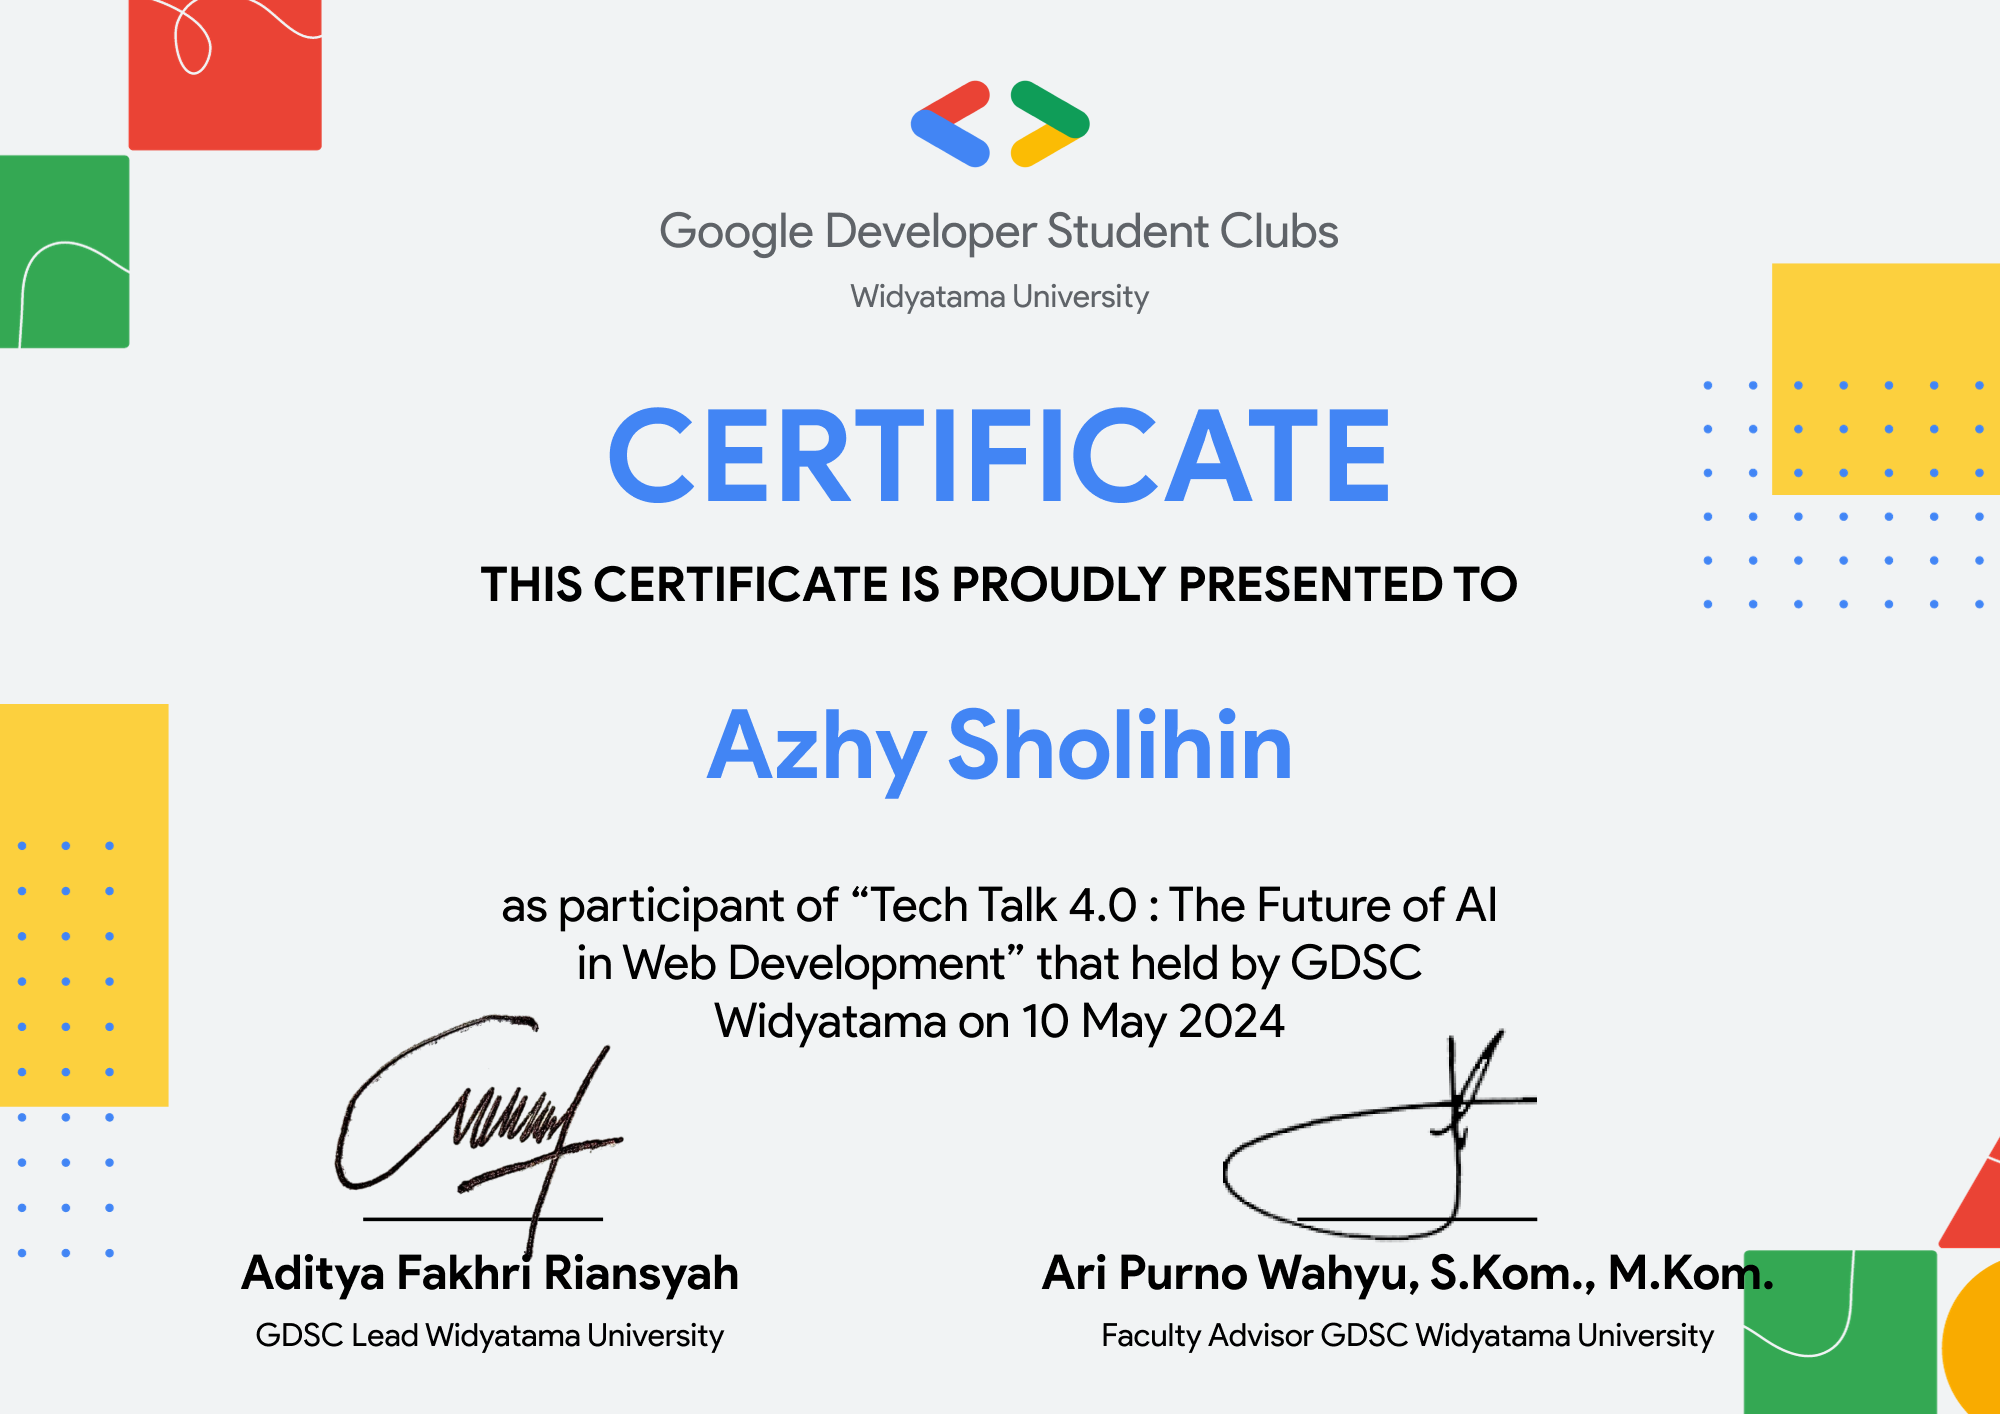 Google Developer Student Clubs
Widyatama University
CERTIFICATE
THIS CERTIFICATE IS PROUDLY PRESENTED TO
Azhy Sholihin
as participant of “Tech Talk 4.0 : The Future of AI
in Web Development” that held by GDSC
Widyatama on 10 May 2024
Aditya Fakhri Riansyah
GDSC Lead Widyatama University
Ari Purno Wahyu, S.Kom., M.Kom.
Faculty Advisor GDSC Widyatama University